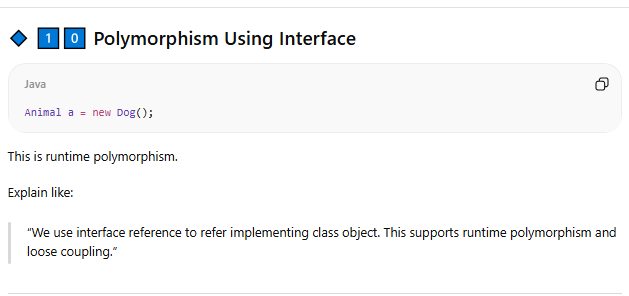 🔷 1️⃣0️⃣ Polymorphism Using Interface
Java
Animal a = new Dog();
This is runtime polymorphism.
Explain like:
“We use interface reference to refer implementing class object. This supports runtime polymorphism and
loose coupling.”